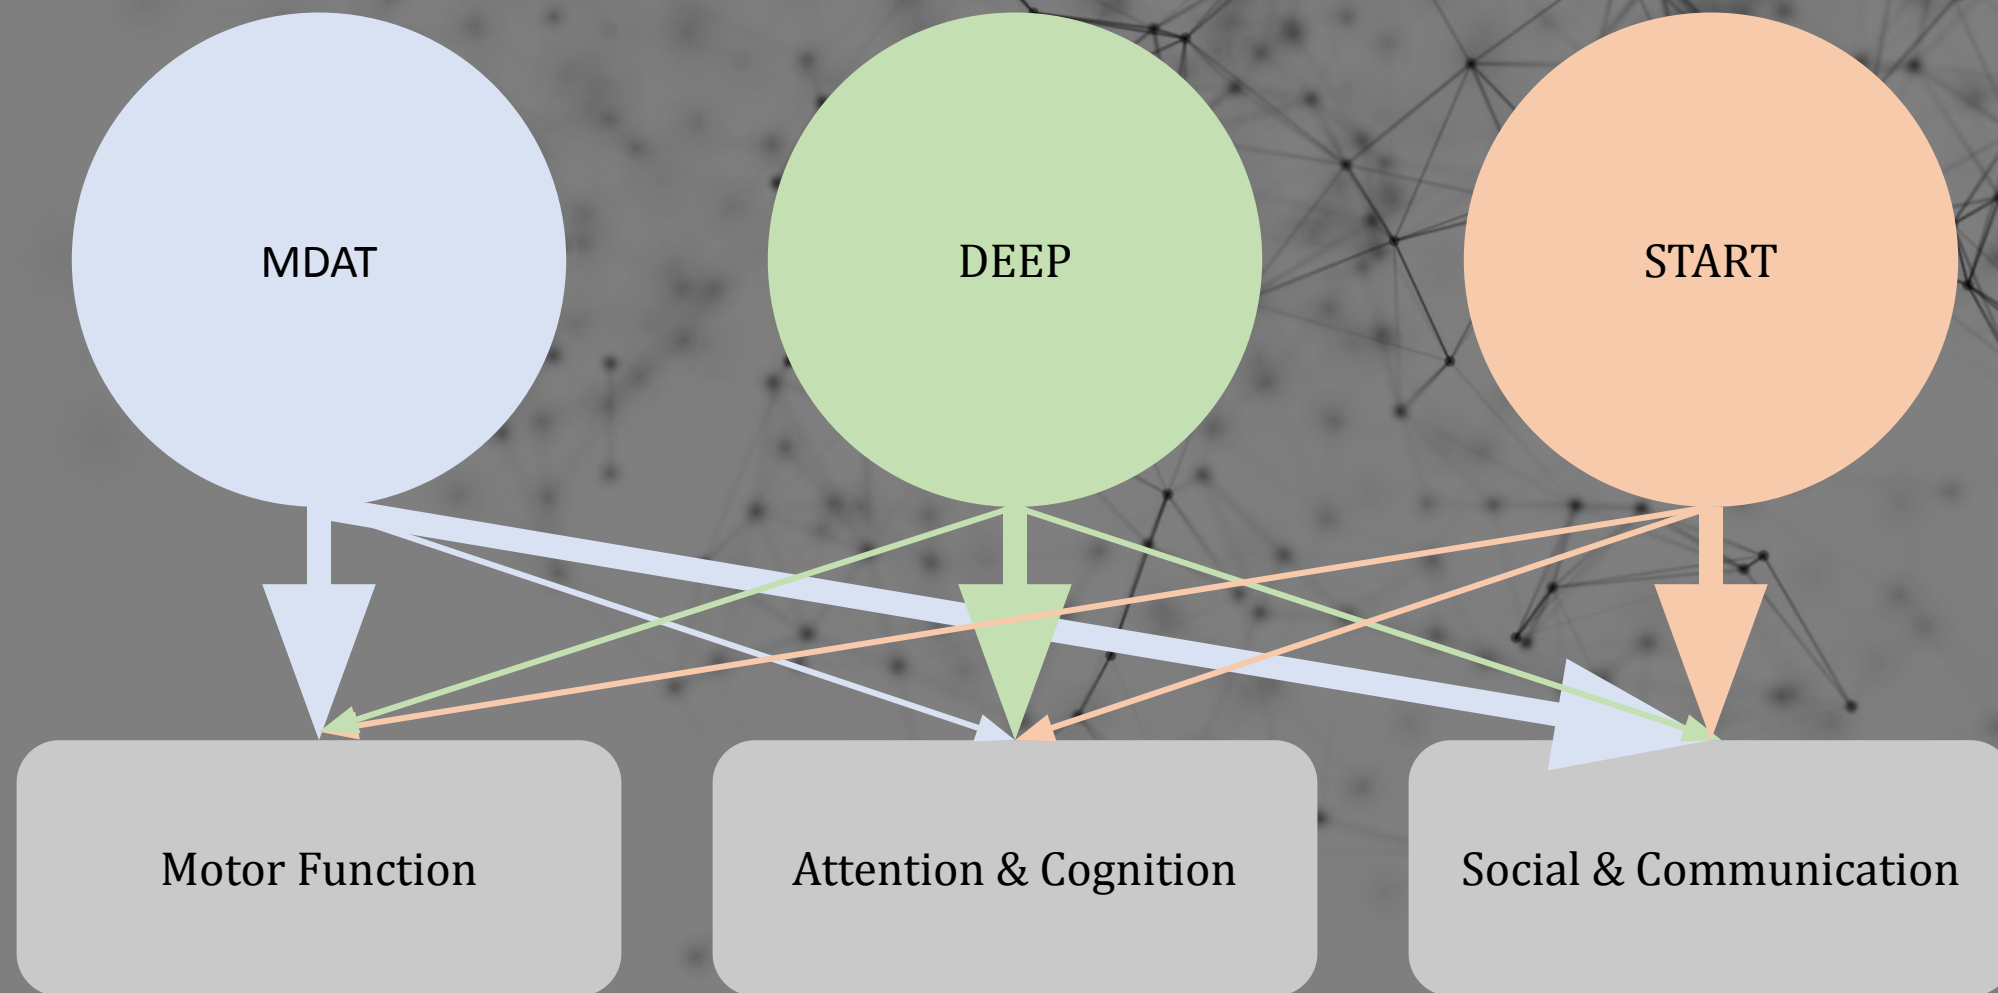 MDAT
DEEP
START
Motor Function
Attention & Cognition
Social & Communication